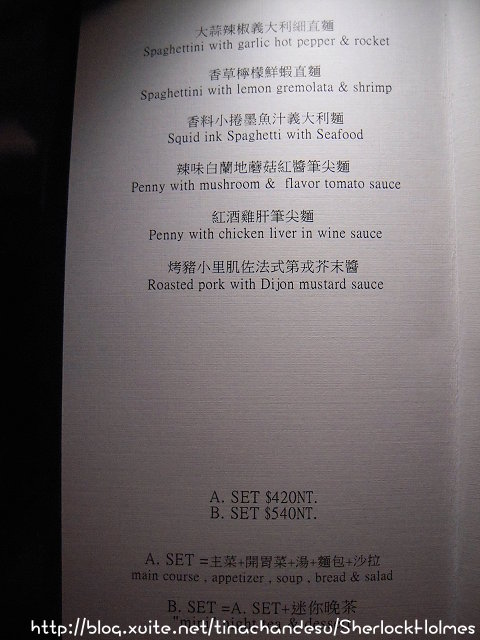 大蒜辣椒義大利細直麵
Spaghettini with garlic hot pepper & rocket
香草檸檬鮮蝦直麵
Spaghettini with lemon gremolata & shrimp
香料小捲墨魚汁義大利麵
Squid ink Spaghetti with Seafood
辣味白蘭地蘑菇紅醬筆尖麵
Penny with mushroom & flavor tomato sauce
紅酒雞肝筆尖麵
Penny with chicken liver in wine sauce
烤豬小里肌佐法式第戎芥末醬
Roasted pork with Dijon mustard sauce
A. SET $420NT.
B. SET $540NT.
A. SET =主菜+開胃菜+湯+麵包+沙拉
main course , appetizer , soup , bread & salad
B. SET =A. SET+迷你晚茶
"mini night tea & dess
http://blog.xuite.net/tinachancesu/SherlockHolmes